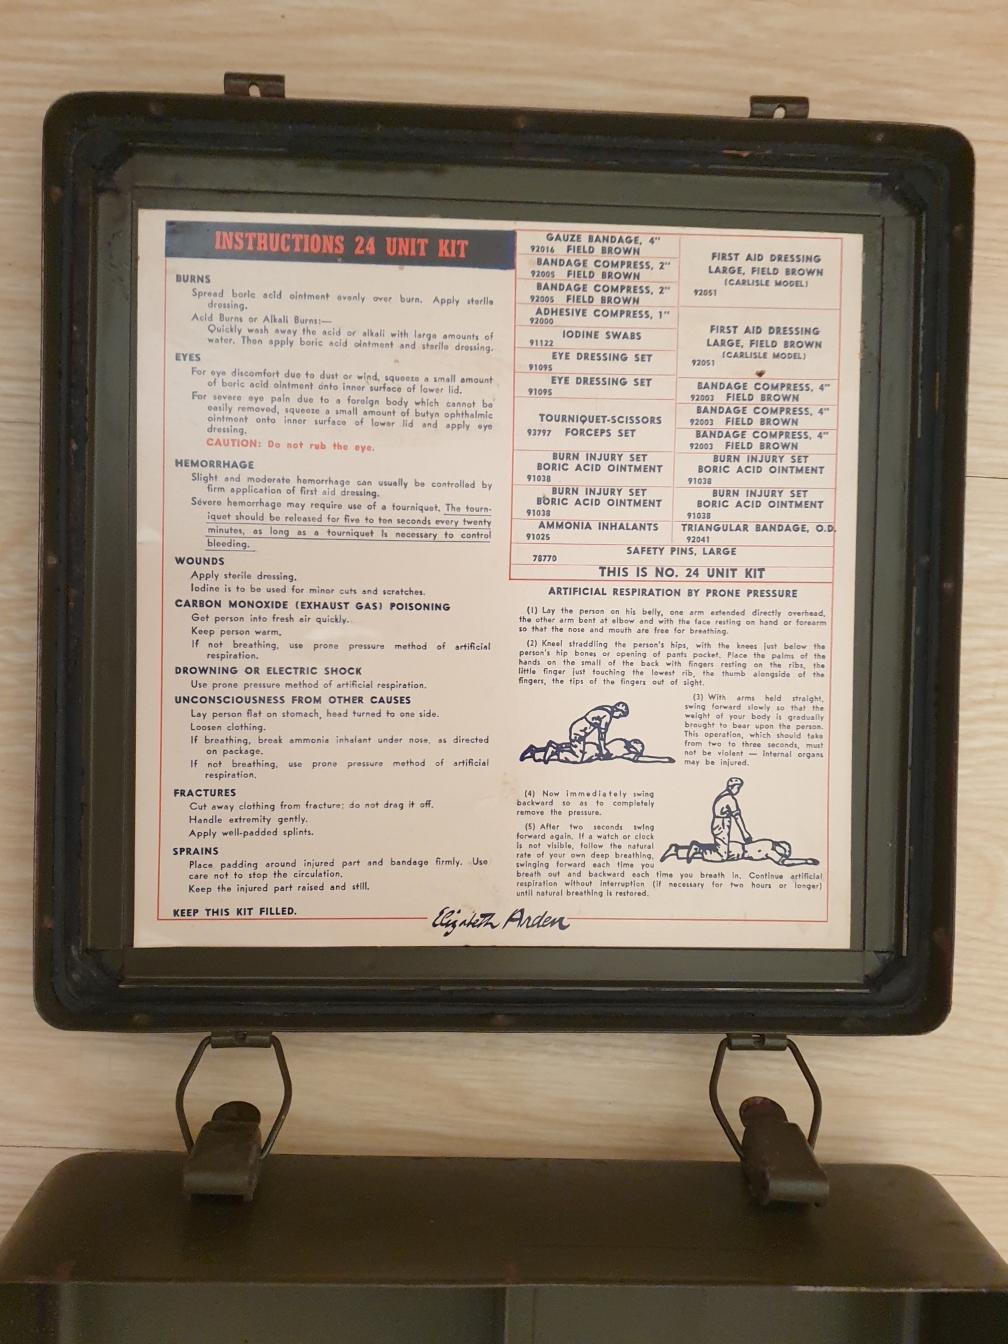 INSTRUCTIONS 24 UNIT KIT
BURNS
Spread boric acid ointment evenly over burn. Apply sterile
dressing.
Acid Burns or Alkali Burns:—
Quickly wash away the acid or alkali with large amounts of
water. Then apply boric acid ointment and sterile dressing.
EYES
For eye discomfort due to dust or wind, squeeze a small amount
of boric acid ointment onto inner surface of lower lid.
For severe eye pain due to a foreign body which cannot be
easily removed, squeeze a small amount of butyn ophthalmic
ointment onto inner surface of lower lid and apply eye
dressing.
CAUTION: Do not rub the eye.
HEMORRHAGE
Slight and moderate hemorrhage can usually be controlled by
firm application of first aid dressing.
Severe hemorrhage may require use of a tourniquet. The tourn-
iquet should be released for five to ten seconds every twenty
minutes, as long as a tourniquet is necessary to control
bleeding.
WOUNDS
Apply sterile dressing.
Iodine is to be used for minor cuts and scratches.
CARBON MONOXIDE (EXHAUST GAS) POISONING
Get person into fresh air quickly.
Keep person warm.
If not breathing, use prone pressure method of artificial
respiration.
DROWNING OR ELECTRIC SHOCK
Use prone pressure method of artificial respiration.
UNCONSCIOUSNESS FROM OTHER CAUSES
Lay person flat on stomach, head turned to one side.
Loosen clothing.
If breathing, break ammonia inhalant under nose, as directed
on package.
If not breathing, use prone pressure method of artificial
respiration.
FRACTURES
Cut away clothing from fracture; do not drag it off.
Handle extremity gently.
Apply well-padded splints.
SPRAINS
Place padding around injured part and bandage firmly. Use
care not to stop the circulation.
Keep the injured part raised and still.
KEEP THIS KIT FILLED.
GAUZE BANDAGE, 4"
92016 FIELD BROWN
BANDAGE COMPRESS, 2"
92005 FIELD BROWN
BANDAGE COMPRESS, 2"
92005 FIELD BROWN
ADHESIVE COMPRESS, 1"
92000
IODINE SWABS
91122
EYE DRESSING SET
91095
EYE DRESSING SET
91095
TOURNIQUET-SCISSORS
93797 FORCEPS SET
BURN INJURY SET
BORIC ACID OINTMENT
91038
BURN INJURY SET
BORIC ACID OINTMENT
91038
AMMONIA INHALANTS
91025
FIRST AID DRESSING
LARGE, FIELD BROWN
(CARLISLE MODEL)
92051
FIRST AID DRESSING
LARGE, FIELD BROWN
(CARLISLE MODEL)
92051
BANDAGE COMPRESS, 4"
92003 FIELD BROWN
BANDAGE COMPRESS, 4"
92003 FIELD BROWN
BANDAGE COMPRESS, 4"
92003 FIELD BROWN
BURN INJURY SET
BORIC ACID OINTMENT
91038
BURN INJURY SET
BORIC ACID OINTMENT
91038
TRIANGULAR BANDAGE, O.D.
92041
SAFETY PINS, LARGE
78770
THIS IS NO. 24 UNIT KIT
ARTIFICIAL RESPIRATION BY PRONE PRESSURE
(1) Lay the person on his belly, one arm extended directly overhead,
the other arm bent at elbow and with the face resting on hand or forearm
so that the nose and mouth are free for breathing.
(2) Kneel straddling the person's hips, with the knees just below the
person's hip bones or opening of pants pocket. Place the palms of the
hands on the small of the back with fingers resting on the ribs, the
little finger just touching the lowest rib, the thumb alongside of the
fingers, the tips of the fingers out of sight.
(3) With arms held straight,
swing forward slowly so that the
weight of your body is gradually
brought to bear upon the person.
This operation, which should take
from two to three seconds, must
not be violent — internal organs
may be injured.
(4) Now immediately swing
backward so as to completely
remove the pressure.
(5) After two seconds swing
forward again. If a watch or clock
is not visible, follow the natural
rate of your own deep breathing,
swinging forward each time you
breath out and backward each time you breath in. Continue artificial
respiration without interruption (if necessary for two hours or longer)
until natural breathing is restored.
Elizabeth Arden